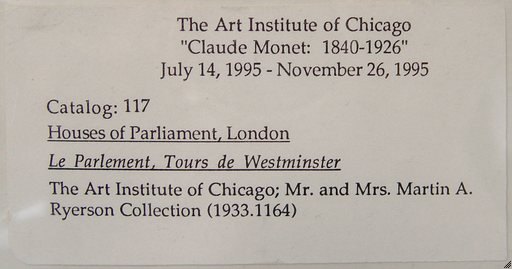 The Art Institute of Chicago
"Claude Monet: 1840-1926"
July 14, 1995 - November 26, 1995
Catalog: 117
Houses of Parliament, London
Le Parlement, Tours de Westminster
The Art Institute of Chicago; Mr. and Mrs. Martin A.
Ryerson Collection (1933.1164)